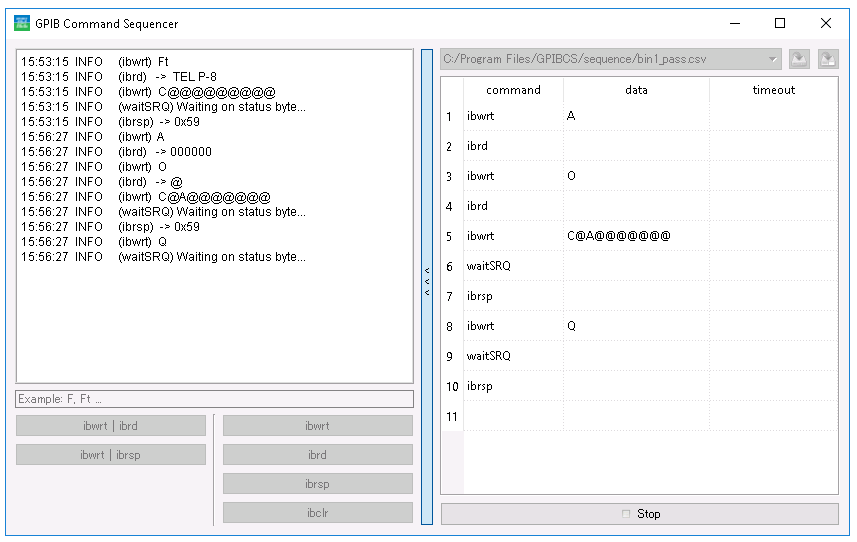 GPIB Command Sequencer
15:53:15 INFO (ibwrt) Ft
15:53:15 INFO (ibrd) -> TEL P-8
15:53:15 INFO (ibwrt) C@@@@@@@@@
15:53:15 INFO (waitSRQ) Waiting on status byte...
15:53:15 INFO (ibrsp) -> 0x59
15:56:27 INFO (ibwrt) A
15:56:27 INFO (ibrd) -> 000000
15:56:27 INFO (ibwrt) O
15:56:27 INFO (ibrd) -> @
15:56:27 INFO (ibwrt) C@A@@@@@@@
15:56:27 INFO (waitSRQ) Waiting on status byte...
15:56:27 INFO (ibrsp) -> 0x59
15:56:27 INFO (ibwrt) Q
15:56:27 INFO (waitSRQ) Waiting on status byte...
Example: F, Ft ...
ibwrt | ibrd
ibwrt | ibrsp
ibwrt
ibrd
ibrsp
ibclr
<
<
<
C:/Program Files/GPIBCS/sequence/bin1_pass.csv
command data timeout
1 ibwrt A
2 ibrd
3 ibwrt O
4 ibrd
5 ibwrt C@A@@@@@@@
6 waitSRQ
7 ibrsp
8 ibwrt Q
9 waitSRQ
10 ibrsp
11
Stop